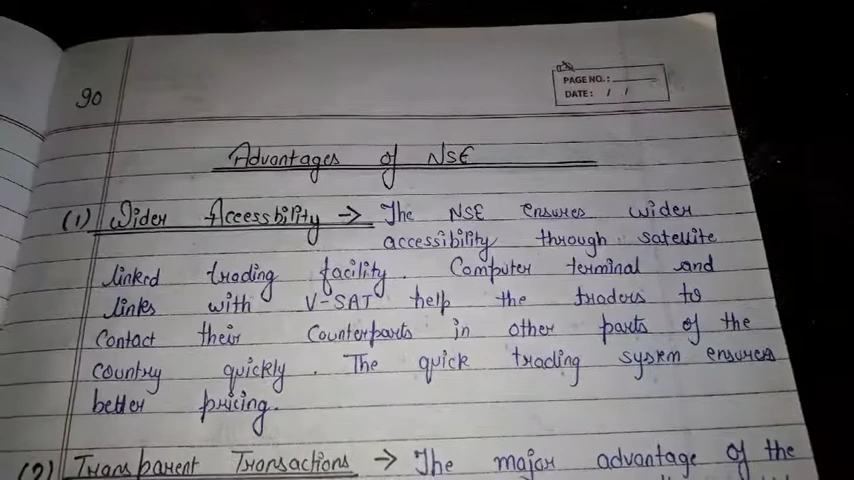 90
PAGE NO.:
DATE: / /
Advantages of NSE
(1) Wider Acceessbility → The NSE ensures wider
accessibility through satellite
linked trading facility. Computer terminal and
links with V-SAT help the traders to
contact their counterparts in other parts of the
country quickly. The quick trading system ensures
better pricing.
(2) Transparent Transactions → The major advantage of the